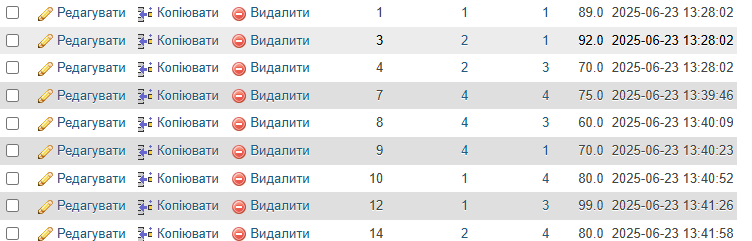 Редагувати Копіювати Видалити 1 1 1 89.0 2025-06-23 13:28:02
Редагувати Копіювати Видалити 3 2 1 92.0 2025-06-23 13:28:02
Редагувати Копіювати Видалити 4 2 3 70.0 2025-06-23 13:28:02
Редагувати Копіювати Видалити 7 4 4 75.0 2025-06-23 13:39:46
Редагувати Копіювати Видалити 8 4 3 60.0 2025-06-23 13:40:09
Редагувати Копіювати Видалити 9 4 1 70.0 2025-06-23 13:40:23
Редагувати Копіювати Видалити 10 1 4 80.0 2025-06-23 13:40:52
Редагувати Копіювати Видалити 12 1 3 99.0 2025-06-23 13:41:26
Редагувати Копіювати Видалити 14 2 4 80.0 2025-06-23 13:41:58